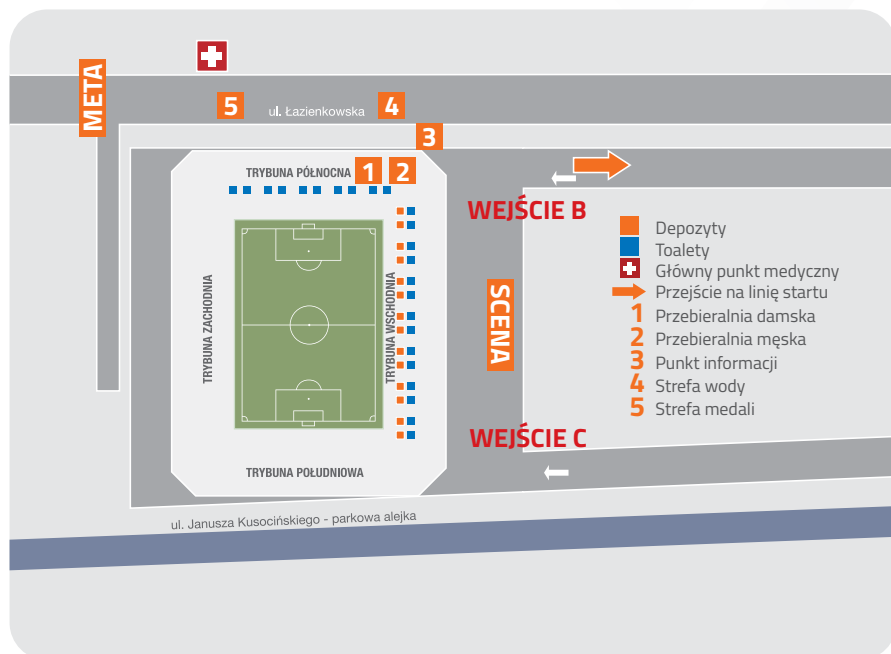 META
5
ul. Łazienkowska
4
3
TRYBUNA PÓŁNOCNA
1
2
WEJŚCIE B
TRYBUNA ZACHODNIA
TRYBUNA WSCHODNIA
SCENA
WEJŚCIE C
TRYBUNA POŁUDNIOWA
ul. Janusza Kusocińskiego - parkowa alejka
Depozyty
Toalety
Główny punkt medyczny
Przejście na linię startu
1 Przebieralnia damska
2 Przebieralnia męska
3 Punkt informacji
4 Strefa wody
5 Strefa medali